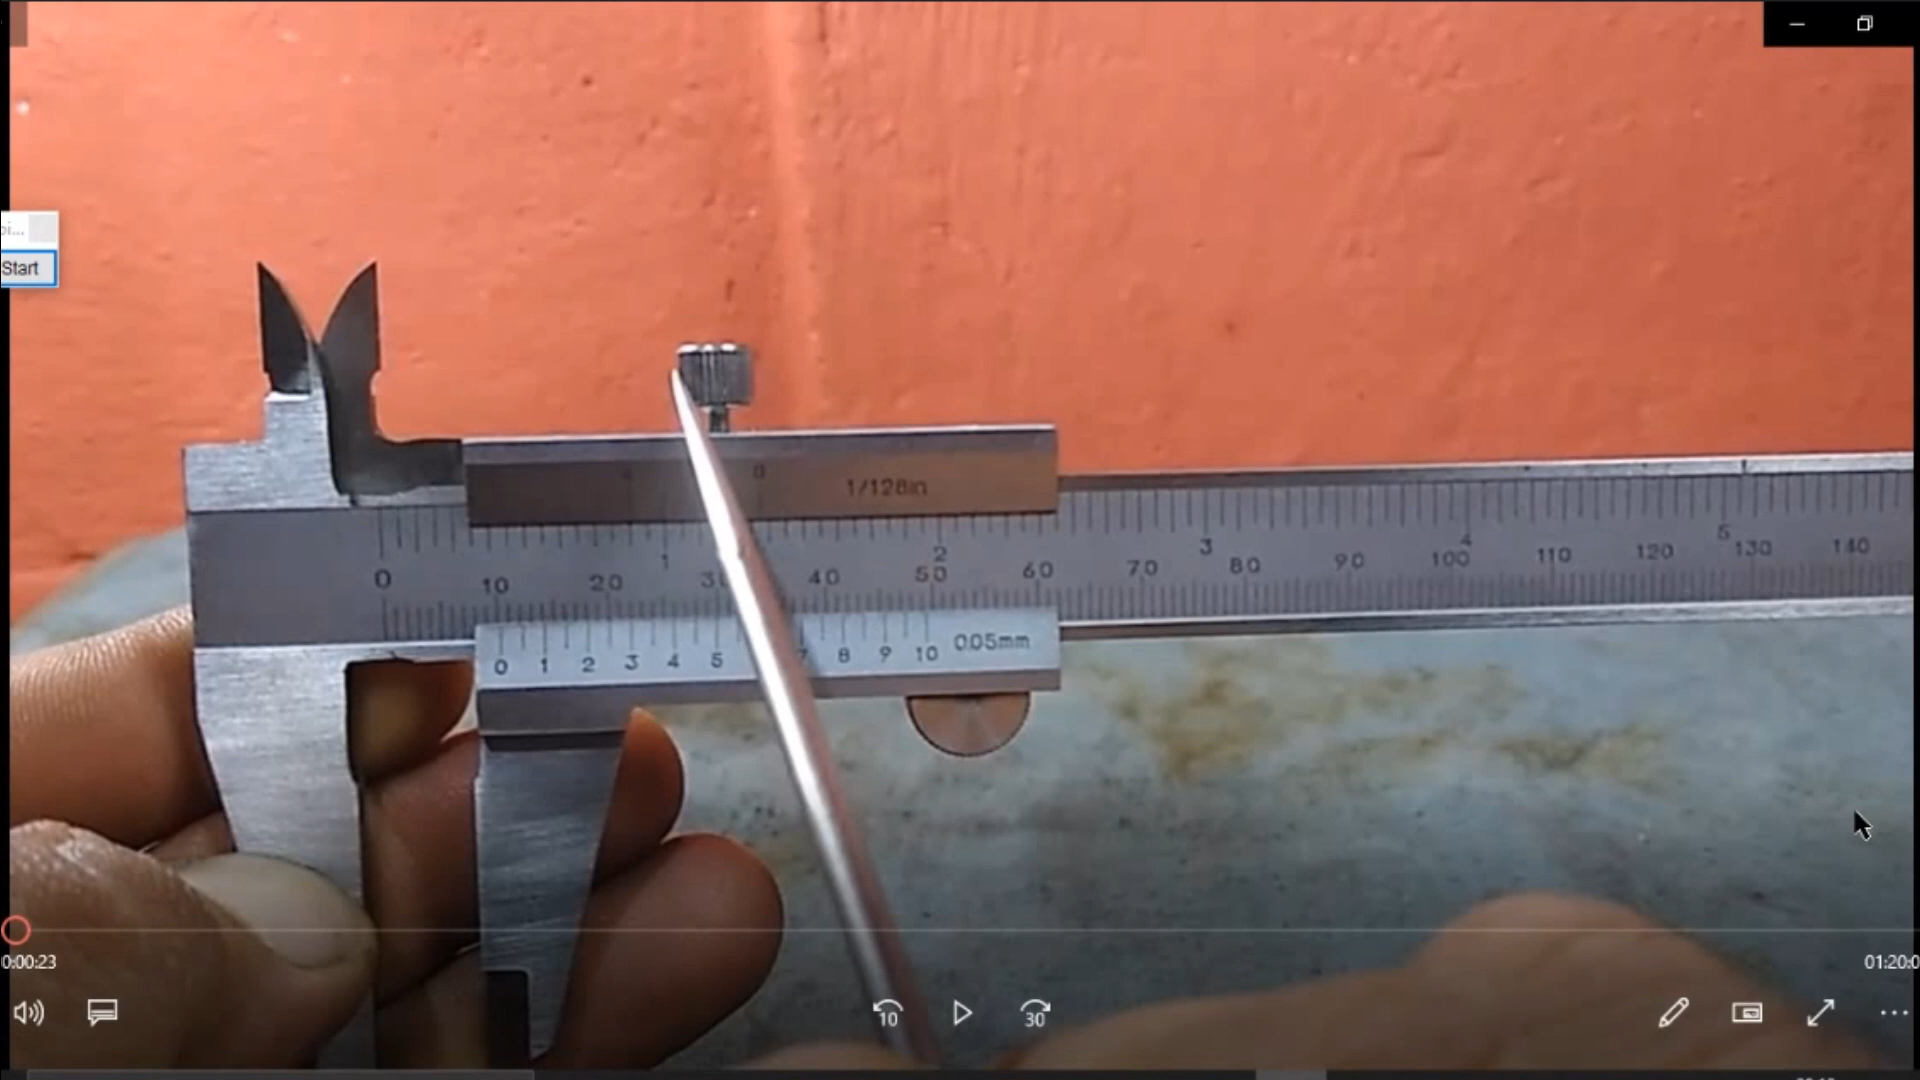 Start
8
1/128in
1 2 3 4 5
0 10 20 40 50 60 70 80 90 100 110 120 130 140
0 1 2 3 4 5 7 8 9 10 0.05mm
0:00:23
01:20:0
10
30